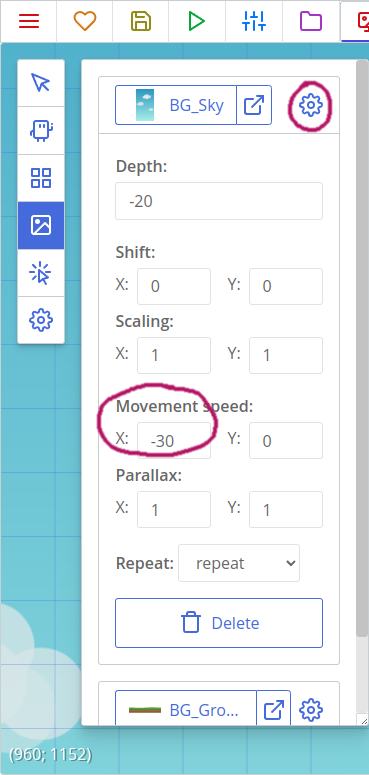 BG_Sky
Depth:
-20
Shift:
X: 0 Y: 0
Scaling:
X: 1 Y: 1
Movement speed:
X: -30 Y: 0
Parallax:
X: 1 Y: 1
Repeat: repeat
Delete
BG_Gro...
(960; 1152)